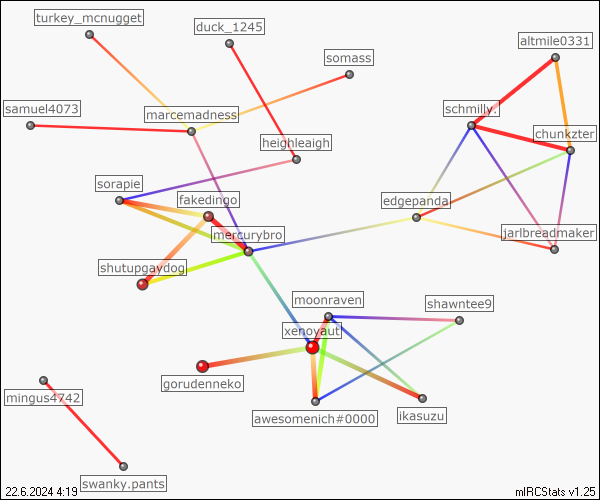 turkey_mcnugget
duck_1245
somass
altmile0331
samuel4073
marcemadness
schmilly.
heighleaigh
chunkzter
sorapie
fakedingo
edgepanda
mercurybro
jarlbreadmaker
shutupgaydog
moonraven
shawntee9
xenoyaut
gorudenneko
mingus4742
awesomenich#0000
ikasuzu
swanky.pants
22.6.2024 4:19
mIRCStats v1.25